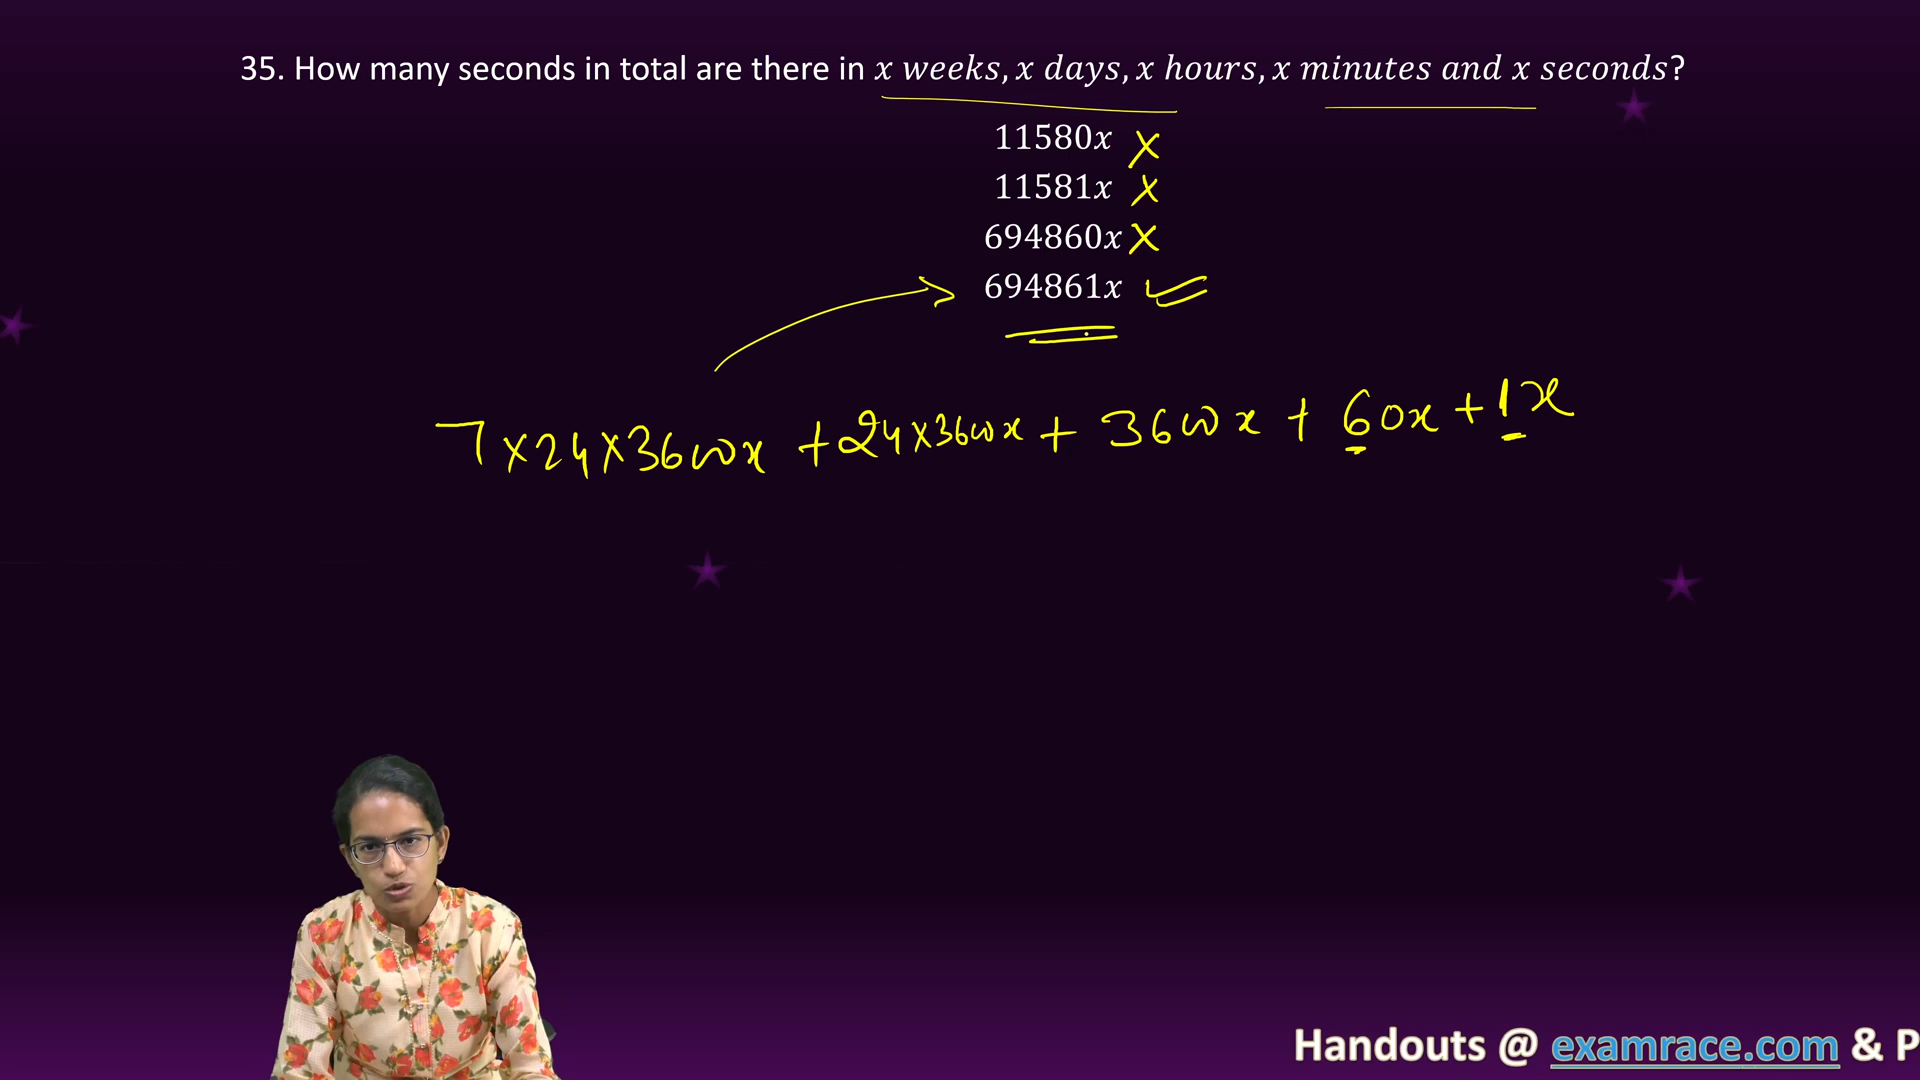 35. How many seconds in total are there in x weeks, x days, x hours, x minutes and x seconds?
11580x X
11581x X
694860x X
694861x
7×24×3600x + 24×3600x + 3600x + 60x + 1x
Handouts @ examrace.com & P